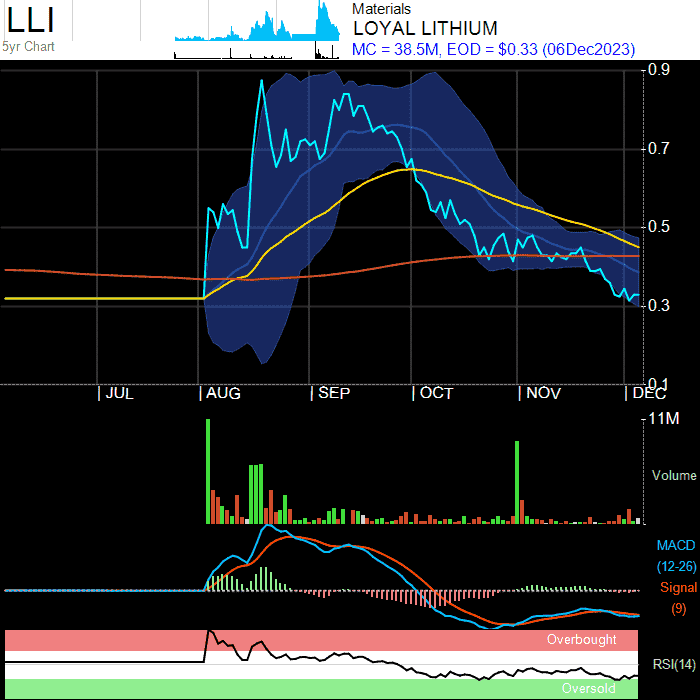 LLI
5yr Chart
Materials
LOYAL LITHIUM
MC = 38.5M, EOD = $0.33 (06Dec2023)
0.9
0.7
0.5
0.3
0.1
| JUL | AUG | SEP | OCT | NOV | DEC
11M
Volume
MACD
(12-26)
Signal
(9)
Overbought
RSI(14)
Oversold